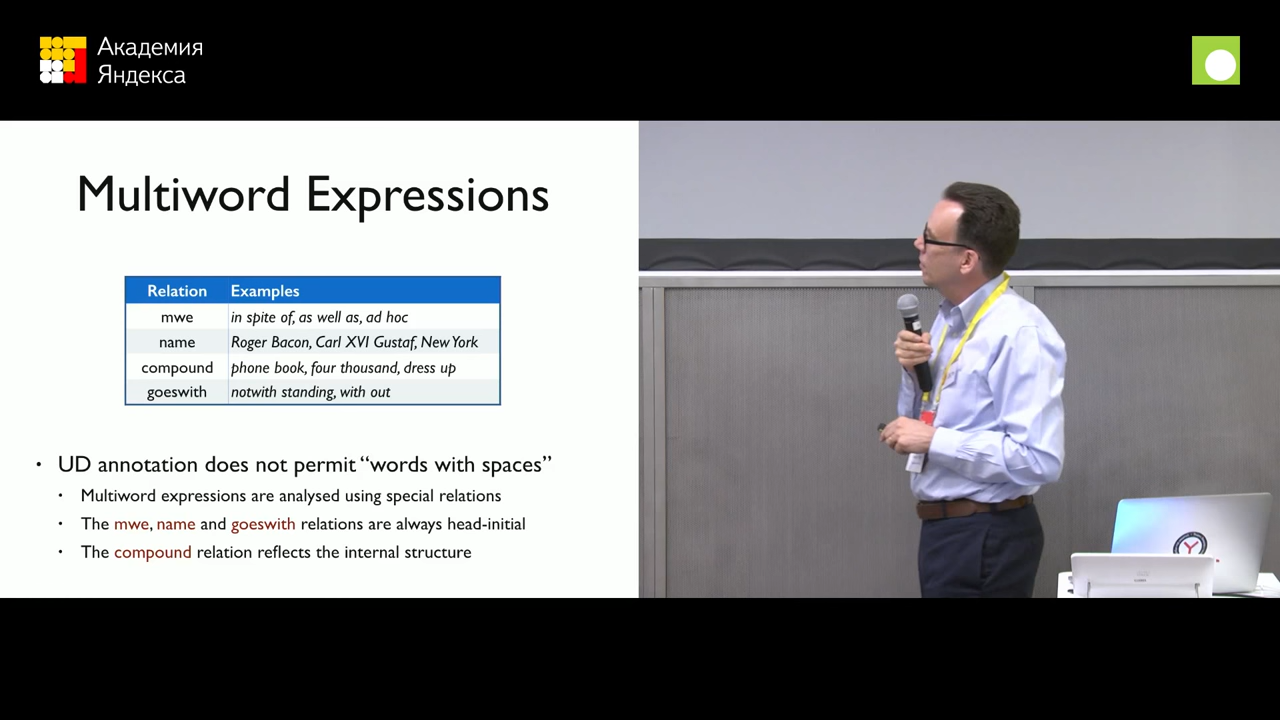 Академия
Яндекса
Multiword Expressions
Relation Examples
mwe in spite of, as well as, ad hoc
name Roger Bacon, Carl XVI Gustaf, New York
compound phone book, four thousand, dress up
goeswith notwith standing, with out
• UD annotation does not permit “words with spaces”
• Multiword expressions are analysed using special relations
• The mwe, name and goeswith relations are always head-initial
• The compound relation reflects the internal structure